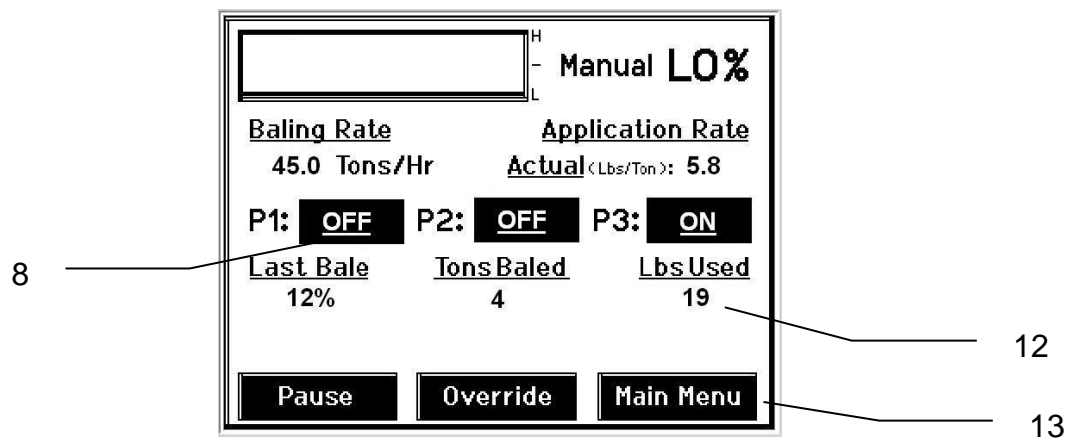 H
-
L
Manual LO%
Baling Rate Application Rate
45.0 Tons/Hr Actual (Lbs/Ton): 5.8
P1: OFF P2: OFF P3: ON
8
Last Bale Tons Baled Lbs Used
12% 4 19
12
Pause Override Main Menu
13